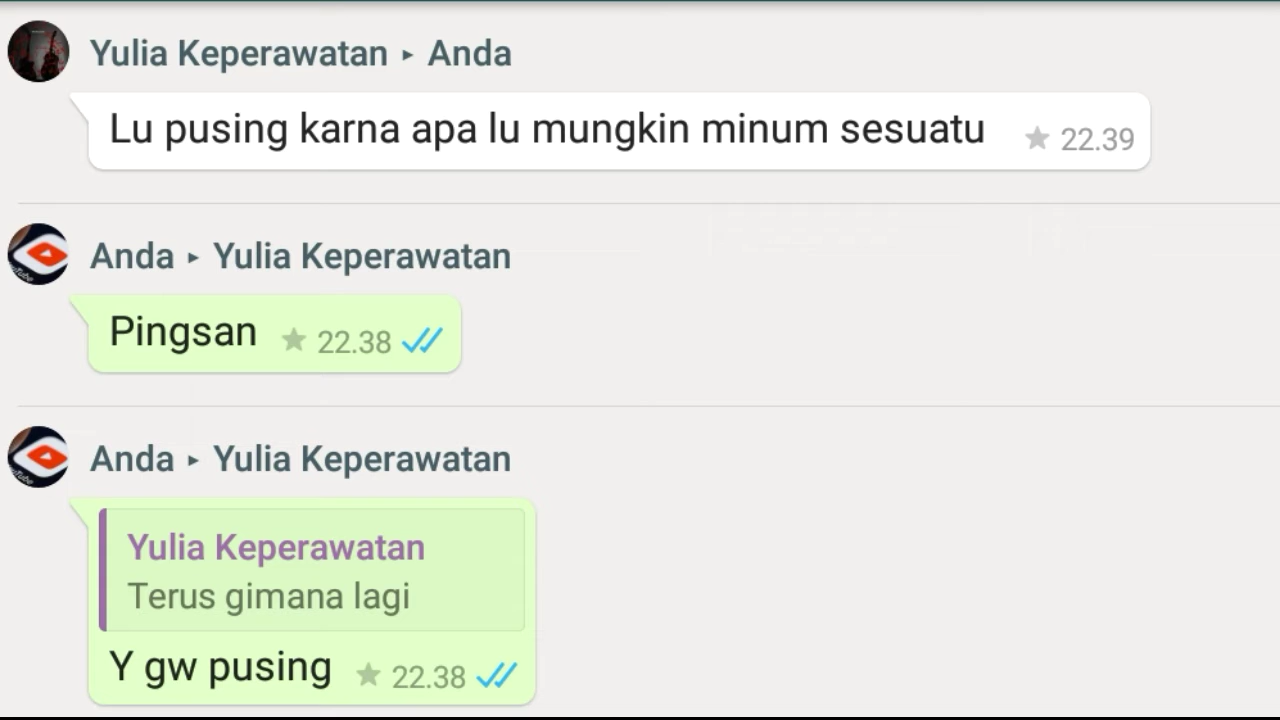 Yulia Keperawatan ▸ Anda
Lu pusing karna apa lu mungkin minum sesuatu ★ 22.39
Anda ▸ Yulia Keperawatan
Pingsan ★ 22.38
Anda ▸ Yulia Keperawatan
Yulia Keperawatan
Terus gimana lagi
Y gw pusing ★ 22.38